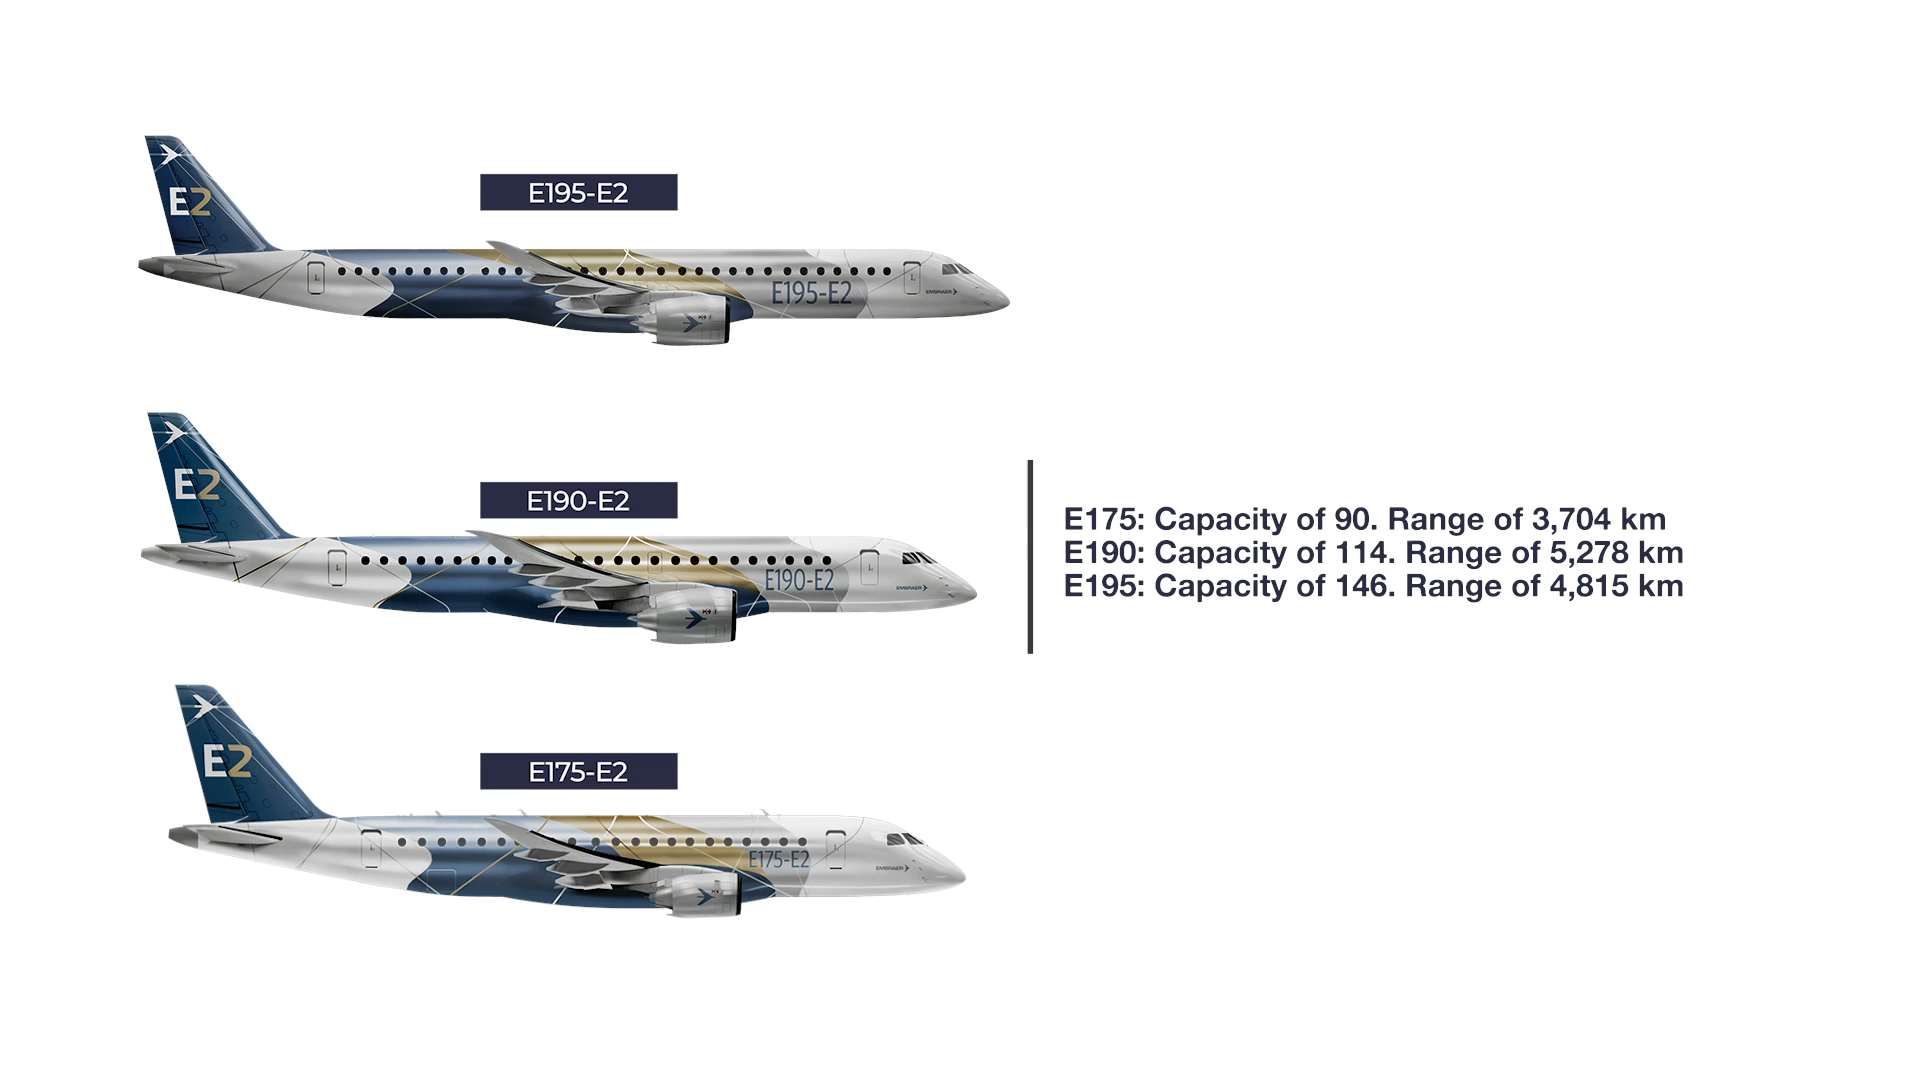 E2
E195-E2
E195-E2
EMBRAER
E2
E190-E2
E190-E2
EMBRAER
E175: Capacity of 90. Range of 3,704 km
E190: Capacity of 114. Range of 5,278 km
E195: Capacity of 146. Range of 4,815 km
E2
E175-E2
E175-E2
EMBRAER